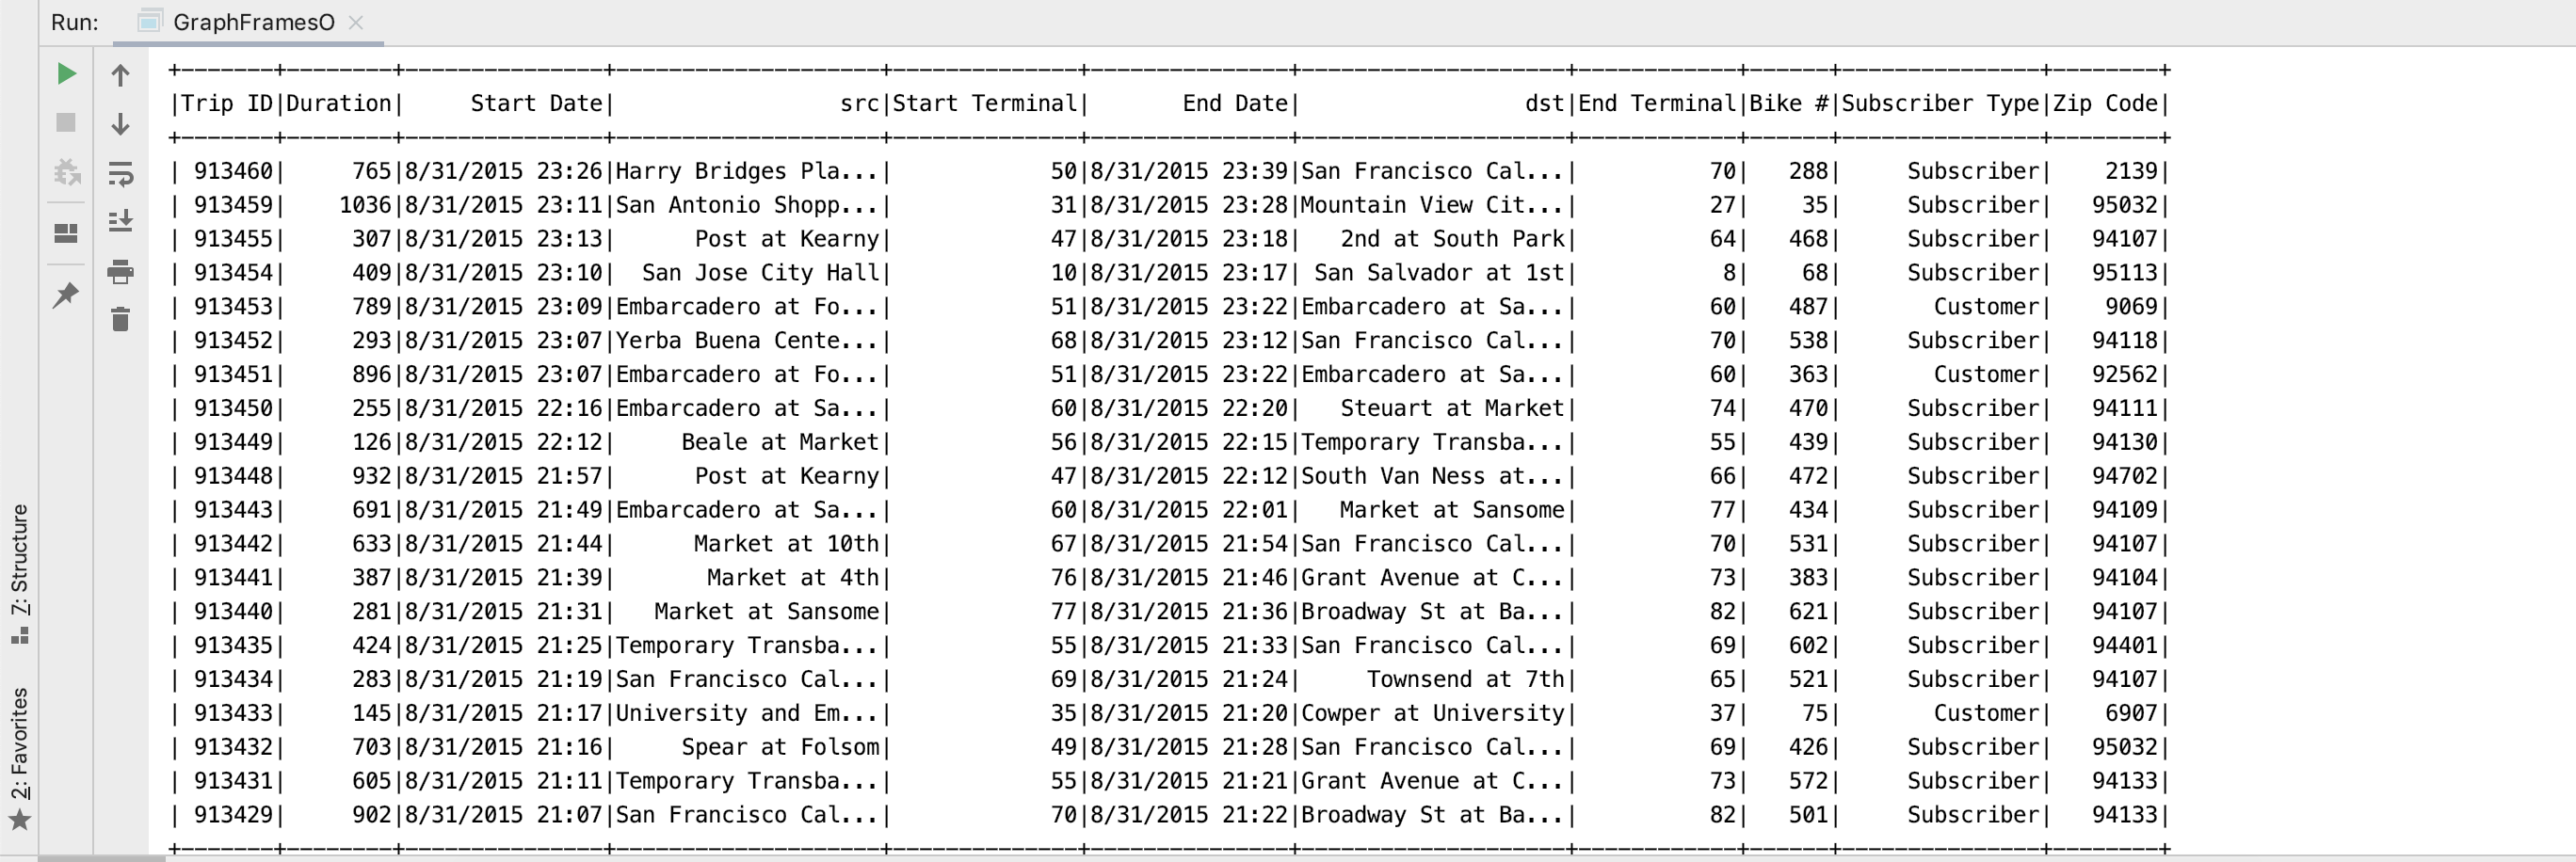 Run: GraphFramesO
+-------+--------+---------------+--------------------+--------------+---------------+--------------------+------------+------+---------------+--------+
|Trip ID|Duration|     Start Date|                 src|Start Terminal|       End Date|                 dst|End Terminal|Bike #|Subscriber Type|Zip Code|
+-------+--------+---------------+--------------------+--------------+---------------+--------------------+------------+------+---------------+--------+
| 913460|     765|8/31/2015 23:26|Harry Bridges Pla...|            50|8/31/2015 23:39|San Francisco Cal...|          70|   288|     Subscriber|    2139|
| 913459|    1036|8/31/2015 23:11|San Antonio Shopp...|            31|8/31/2015 23:28|Mountain View Cit...|          27|    35|     Subscriber|   95032|
| 913455|     307|8/31/2015 23:13|      Post at Kearny|            47|8/31/2015 23:18|   2nd at South Park|          64|   468|     Subscriber|   94107|
| 913454|     409|8/31/2015 23:10|  San Jose City Hall|            10|8/31/2015 23:17| San Salvador at 1st|           8|    68|     Subscriber|   95113|
| 913453|     789|8/31/2015 23:09|Embarcadero at Fo...|            51|8/31/2015 23:22|Embarcadero at Sa...|          60|   487|       Customer|    9069|
| 913452|     293|8/31/2015 23:07|Yerba Buena Cente...|            68|8/31/2015 23:12|San Francisco Cal...|          70|   538|     Subscriber|   94118|
| 913451|     896|8/31/2015 23:07|Embarcadero at Fo...|            51|8/31/2015 23:22|Embarcadero at Sa...|          60|   363|       Customer|   92562|
| 913450|     255|8/31/2015 22:16|Embarcadero at Sa...|            60|8/31/2015 22:20|   Steuart at Market|          74|   470|     Subscriber|   94111|
| 913449|     126|8/31/2015 22:12|     Beale at Market|            56|8/31/2015 22:15|Temporary Transba...|          55|   439|     Subscriber|   94130|
| 913448|     932|8/31/2015 21:57|      Post at Kearny|            47|8/31/2015 22:12|South Van Ness at...|          66|   472|     Subscriber|   94702|
| 913443|     691|8/31/2015 21:49|Embarcadero at Sa...|            60|8/31/2015 22:01|   Market at Sansome|          77|   434|     Subscriber|   94109|
| 913442|     633|8/31/2015 21:44|      Market at 10th|            67|8/31/2015 21:54|San Francisco Cal...|          70|   531|     Subscriber|   94107|
| 913441|     387|8/31/2015 21:39|       Market at 4th|            76|8/31/2015 21:46|Grant Avenue at C...|          73|   383|     Subscriber|   94104|
| 913440|     281|8/31/2015 21:31|   Market at Sansome|            77|8/31/2015 21:36|Broadway St at Ba...|          82|   621|     Subscriber|   94107|
| 913435|     424|8/31/2015 21:25|Temporary Transba...|            55|8/31/2015 21:33|San Francisco Cal...|          69|   602|     Subscriber|   94401|
| 913434|     283|8/31/2015 21:19|San Francisco Cal...|            69|8/31/2015 21:24|     Townsend at 7th|          65|   521|     Subscriber|   94107|
| 913433|     145|8/31/2015 21:17|University and Em...|            35|8/31/2015 21:20|Cowper at University|          37|    75|       Customer|    6907|
| 913432|     703|8/31/2015 21:16|     Spear at Folsom|            49|8/31/2015 21:28|San Francisco Cal...|          69|   426|     Subscriber|   95032|
| 913431|     605|8/31/2015 21:11|Temporary Transba...|            55|8/31/2015 21:21|Grant Avenue at C...|          73|   572|     Subscriber|   94133|
| 913429|     902|8/31/2015 21:07|San Francisco Cal...|            70|8/31/2015 21:22|Broadway St at Ba...|          82|   501|     Subscriber|   94133|
+-------+--------+---------------+--------------------+--------------+---------------+--------------------+------------+------+---------------+--------+
7: Structure
2: Favorites